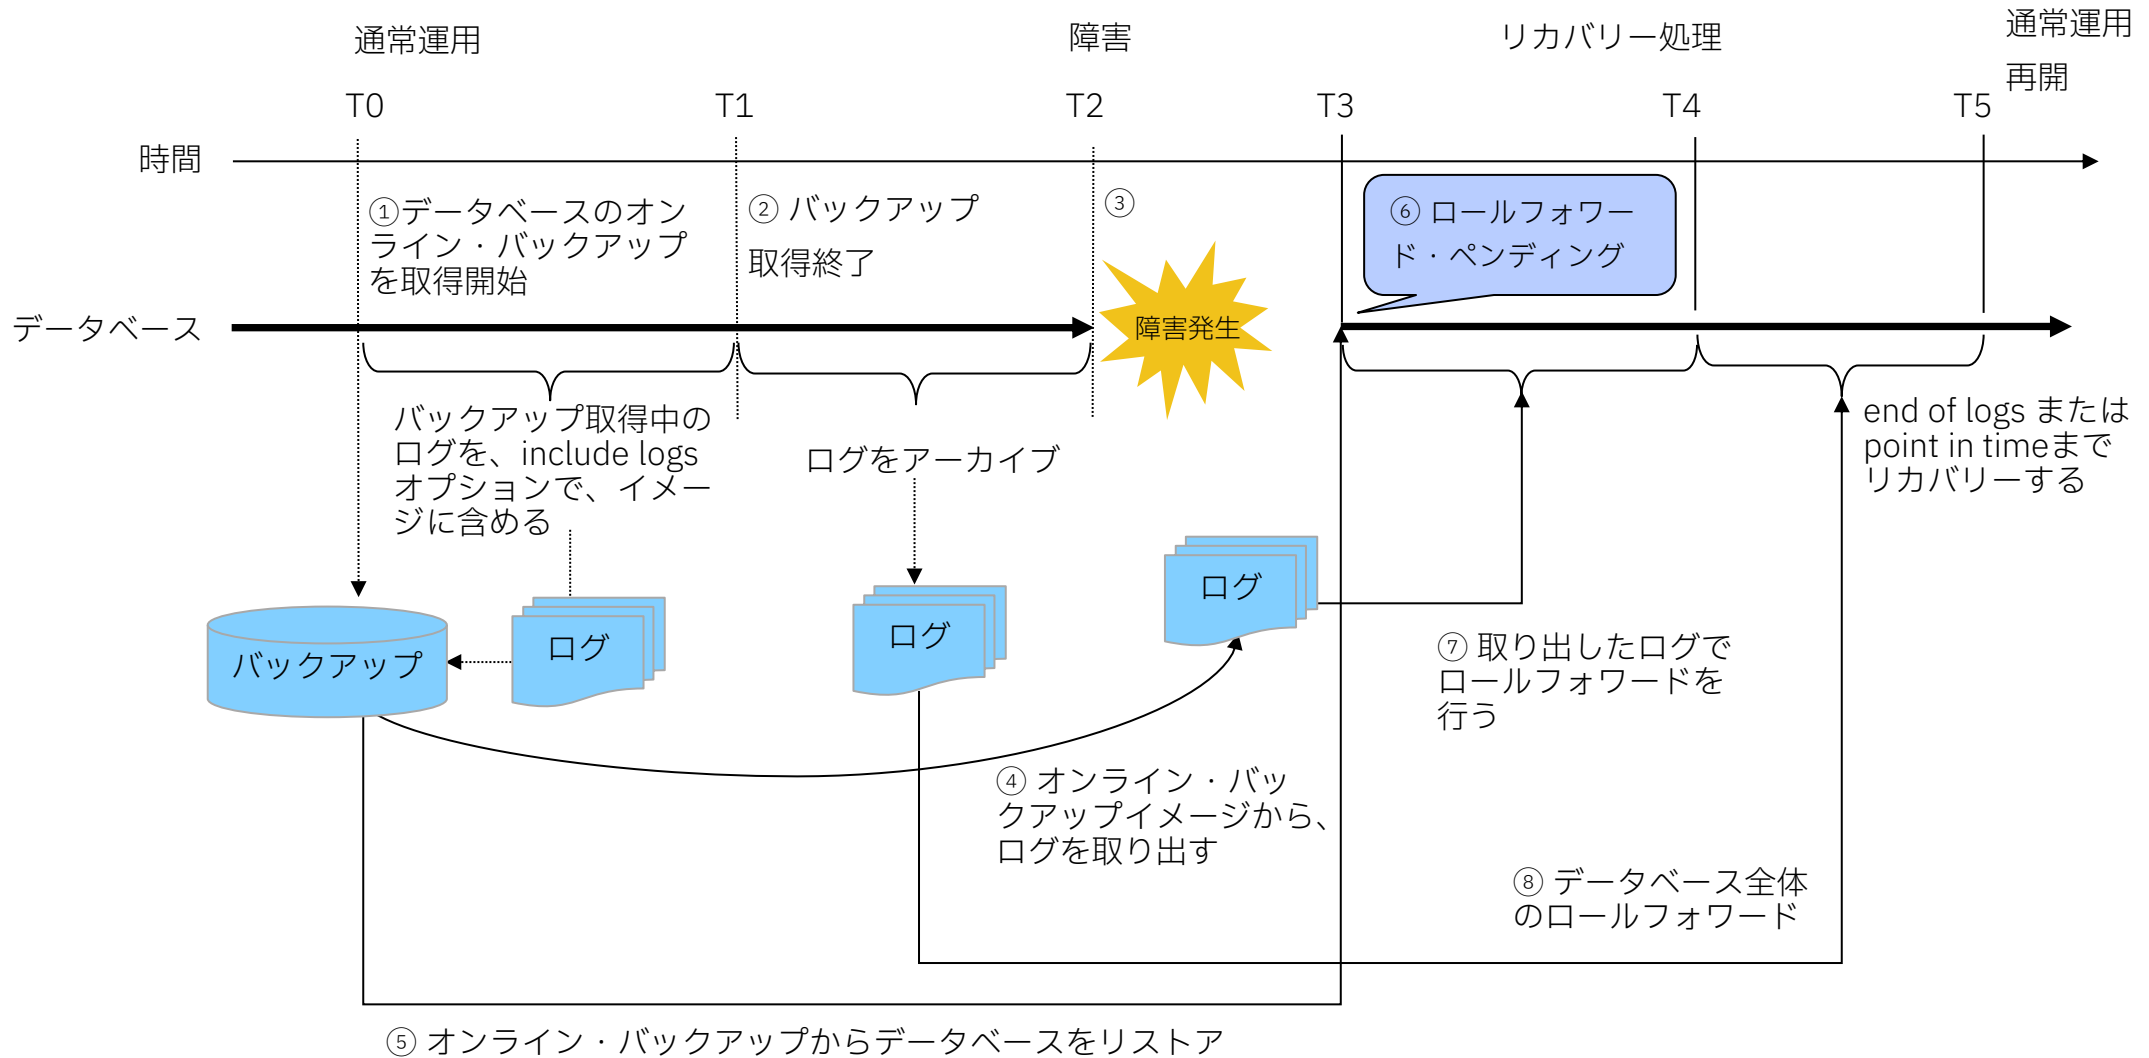 通常運用
障害
リカバリー処理
通常運用
再開
T0
T1
T2
T3
T4
T5
時間
①データベースのオン
ライン・バックアップ
を取得開始
② バックアップ
取得終了
③
⑥ ロールフォワー
ド・ペンディング
データベース
障害発生
バックアップ取得中の
ログを、include logs
オプションで、イメー
ジに含める
ログをアーカイブ
end of logs または
point in timeまで
リカバリーする
バックアップ
ログ
ログ
ログ
⑦ 取り出したログで
ロールフォワードを
行う
④ オンライン・バッ
クアップイメージから、
ログを取り出す
⑧ データベース全体
のロールフォワード
⑤ オンライン・バックアップからデータベースをリストア